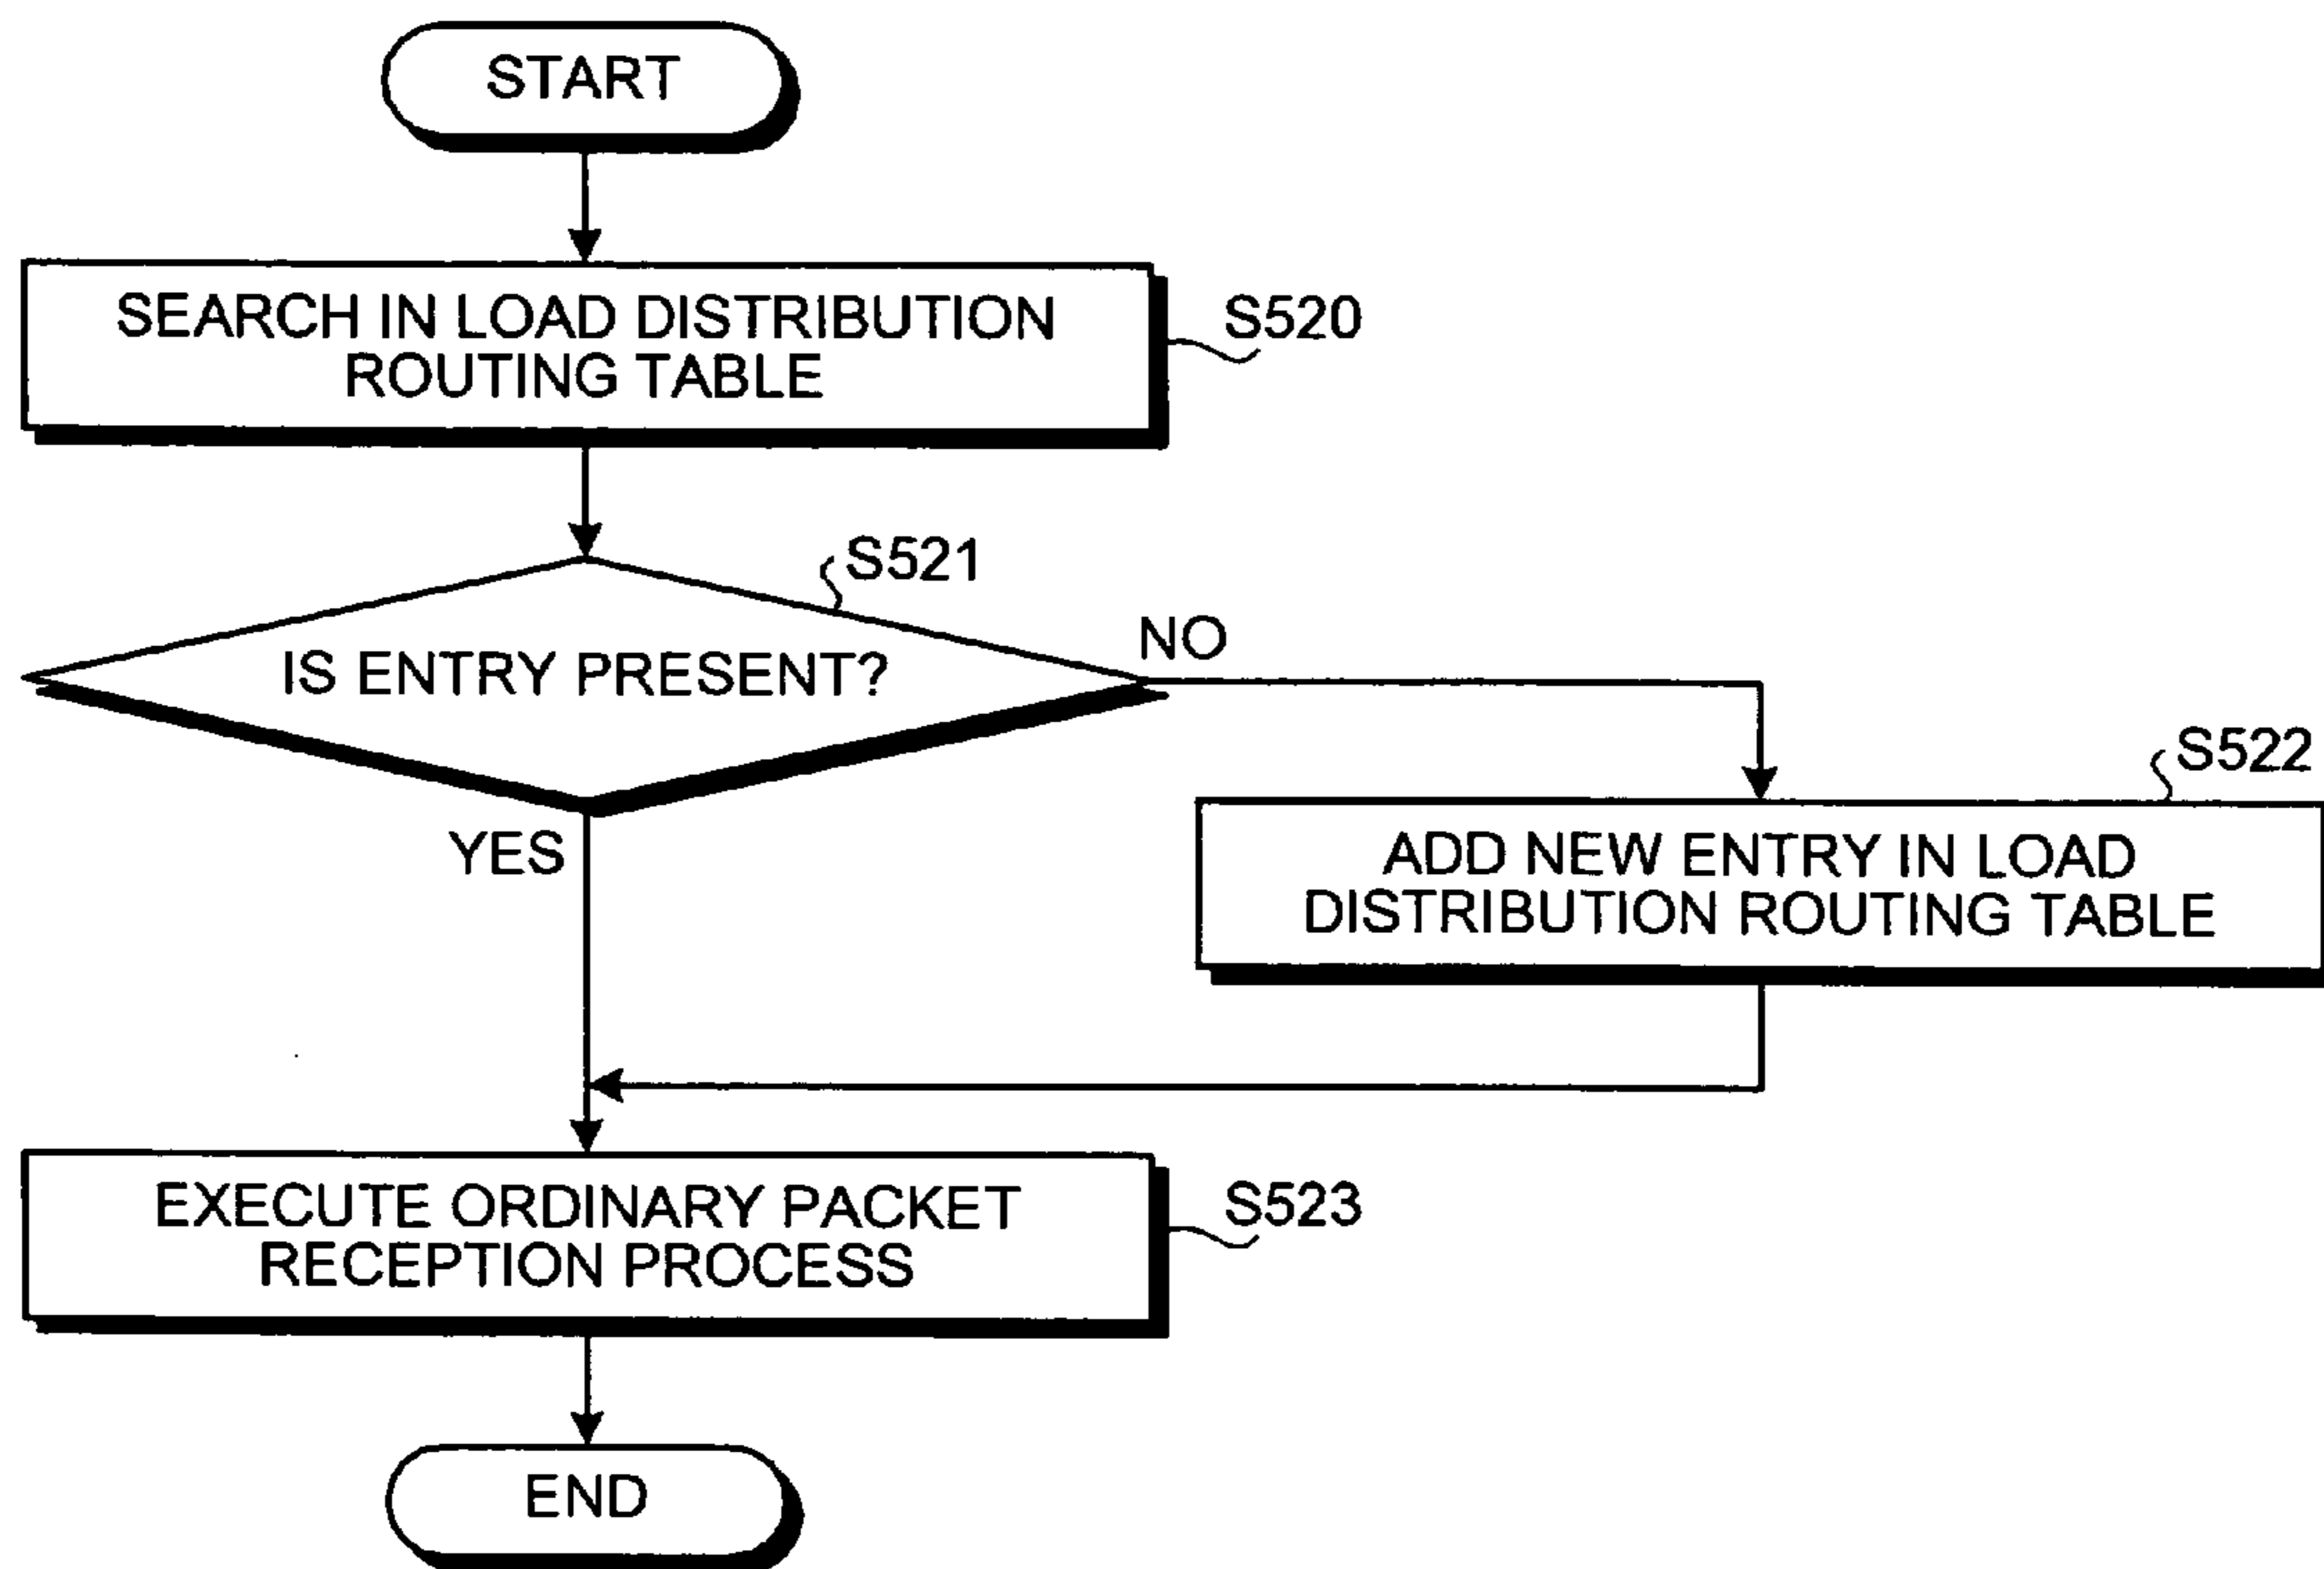 START
SEARCH IN LOAD DISTRIBUTION
ROUTING TABLE
S520
S521
IS ENTRY PRESENT?
NO
YES
S522
ADD NEW ENTRY IN LOAD
DISTRIBUTION ROUTING TABLE
EXECUTE ORDINARY PACKET
RECEPTION PROCESS
S523
END